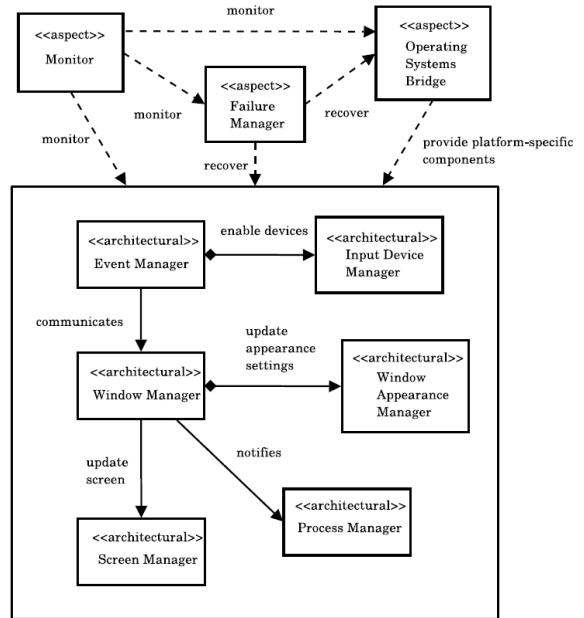 monitor
<<aspect>>
Monitor
<<aspect>>
Operating
Systems
Bridge
<<aspect>>
Failure
Manager
monitor
monitor
recover
recover
provide platform-specific
components
<<architectural>>
Event Manager
enable devices
<<architectural>>
Input Device
Manager
communicates
update
appearance
settings
<<architectural>>
Window Manager
<<architectural>>
Window
Appearance
Manager
update
screen
notifies
<<architectural>>
Screen Manager
<<architectural>>
Process Manager